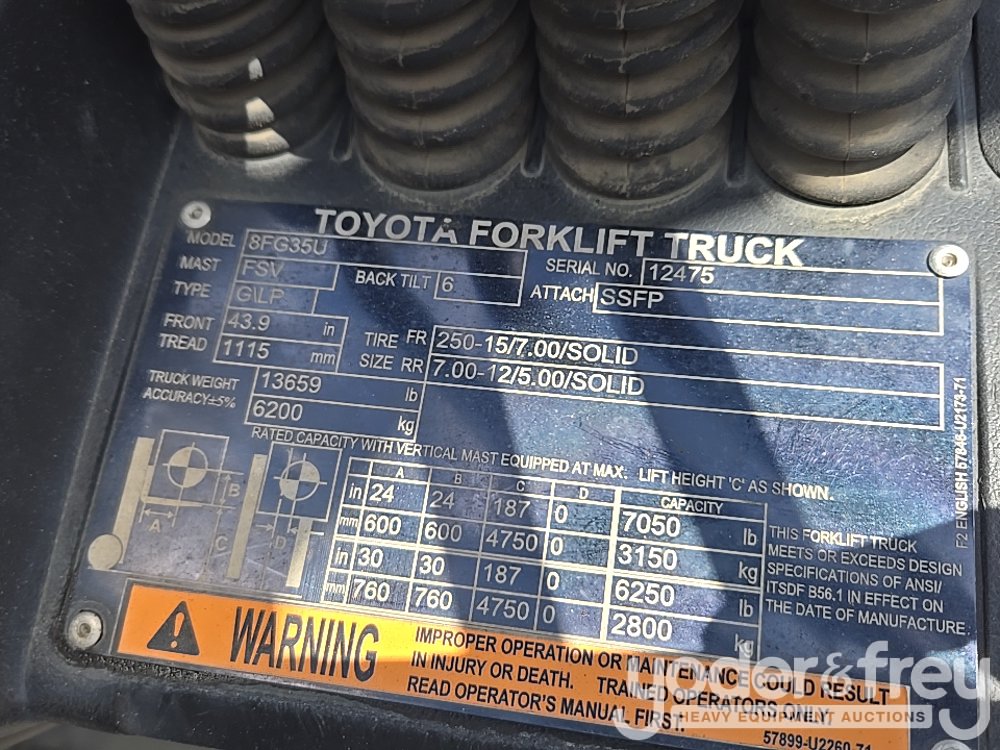 TOYOTA FORKLIFT TRUCK
MODEL 8FG35U SERIAL NO. 12475
MAST FSV BACK TILT 6 ATTACH SSFP
TYPE G\LP
FRONT TREAD 43.9 in
1115 mm
TIRE SIZE FR 250-15/7.00/SOLID
RR 7.00-12/5.00/SOLID
TRUCK WEIGHT 13659 lb
ACCURACY±5% 6200 kg
RATED CAPACITY WITH VERTICAL MAST EQUIPPED AT MAX. LIFT HEIGHT 'C' AS SHOWN.
A B C D CAPACITY
in 24 24 187 0 7050 lb
mm 600 600 4750 0 3150 kg
in 30 30 187 0 6250 lb
mm 760 760 4750 0 2800 kg
A B C D
THIS FORKLIFT TRUCK
MEETS OR EXCEEDS DESIGN
SPECIFICATIONS OF ANSI/
ITSDF B56.1 IN EFFECT ON
THE DATE OF MANUFACTURE.
F2 ENGLISH 57846-U2173-71
WARNING
IMPROPER OPERATION OR MAINTENANCE COULD RESULT
IN INJURY OR DEATH. TRAINED OPERATORS ONLY.
READ OPERATOR'S MANUAL FIRST.
57899-U2260-71
yoder&frey
HEAVY EQUIPMENT AUCTIONS